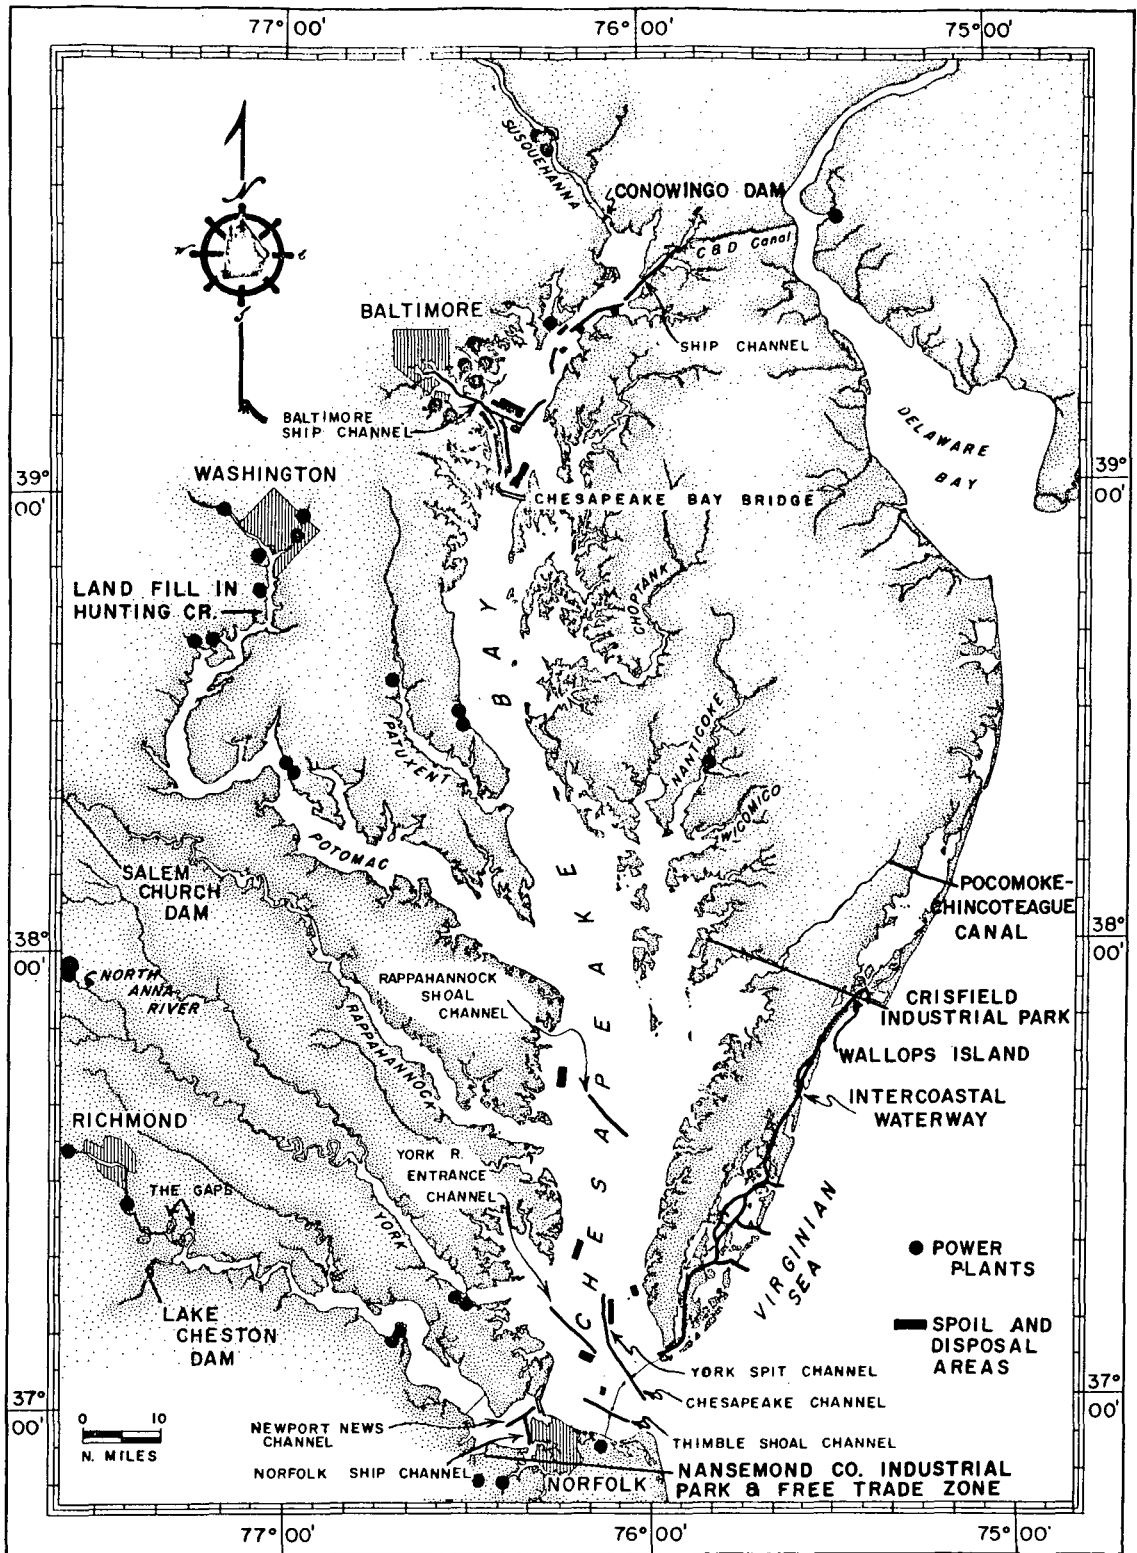 77° 00'
76° 00'
75° 00'
SUSQUEHANNA
CONOWINGO DAM
C & D Canal
N
BALTIMORE
SHIP CHANNEL
BALTIMORE
SHIP CHANNEL
DELAWARE
BAY
WASHINGTON
39°
00'
39°
00'
CHESAPEAKE BAY BRIDGE
LAND FILL IN
HUNTING CR.
CHOPTANK
CHESAPEAKE BAY
NANTICOKE
PATUXENT
WICOMICO
POTOMAC
SALEM
CHURCH
DAM
POCOMOKE-
CHINCOTEAGUE
CANAL
38°
00'
38°
00'
NORTH
ANNA
RIVER
RAPPAHANNOCK
SHOAL
CHANNEL
CRISFIELD
INDUSTRIAL PARK
RAPPAHANNOCK
WALLOPS ISLAND
INTERCOASTAL
WATERWAY
RICHMOND
YORK R.
ENTRANCE
CHANNEL
THE GAPS
YORK
VIRGINIAN
SEA
POWER
PLANTS
LAKE
CHESTON
DAM
SPOIL AND
DISPOSAL
AREAS
YORK SPIT CHANNEL
CHESAPEAKE CHANNEL
37°
00'
37°
00'
0 10
N. MILES
NEWPORT NEWS
CHANNEL
THIMBLE SHOAL CHANNEL
NORFOLK SHIP CHANNEL
NORFOLK
NANSEMOND CO. INDUSTRIAL
PARK & FREE TRADE ZONE
77° 00'
76° 00'
75° 00'